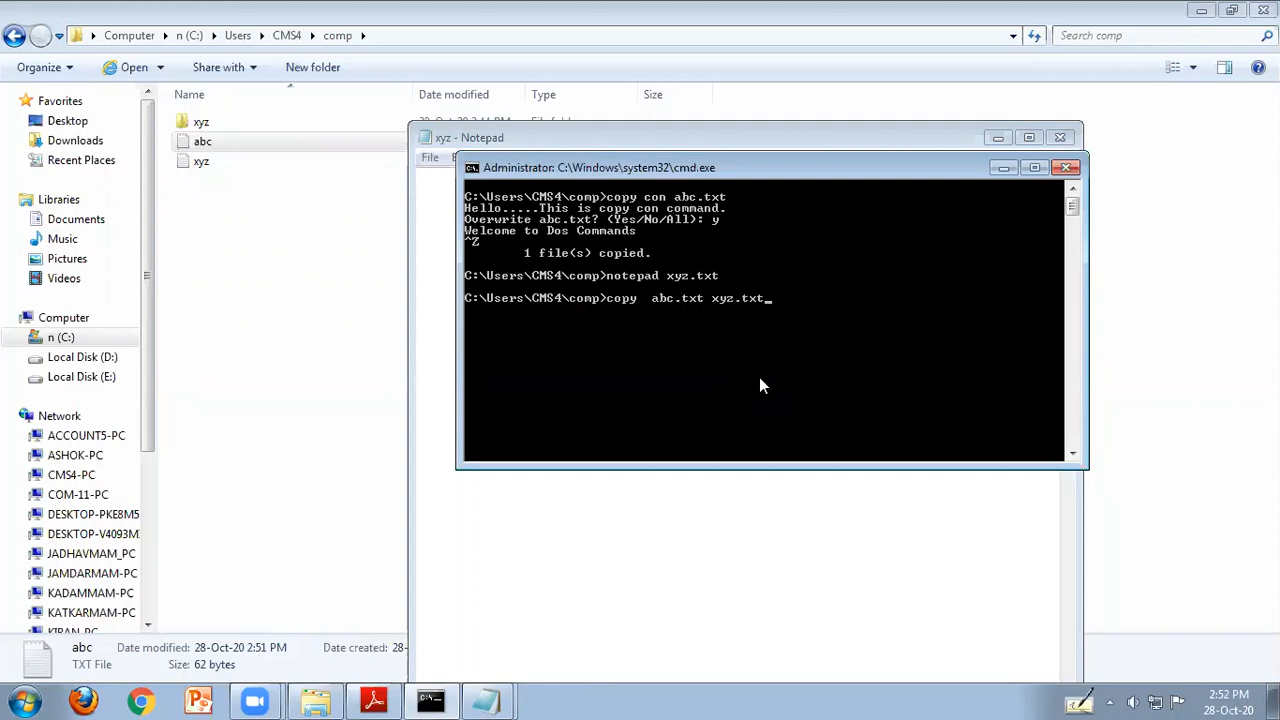 Computer n (C:) Users CMS4 comp Search comp
Organize Open Share with New folder
Name Date modified Type Size
Favorites
Desktop
Downloads
Recent Places
Libraries
Documents
Music
Pictures
Videos
Computer
n (C:)
Local Disk (D:)
Local Disk (E:)
Network
ACCOUNT5-PC
ASHOK-PC
CMS4-PC
COM-11-PC
DESKTOP-PKE8M5
DESKTOP-V4093M
JADHAVMAM_PC
JAMDARMAM-PC
KADAMMAM-PC
KATKARMAM-PC
KIRAN-PC
xyz
abc
xyz
xyz - Notepad
File
Administrator: C:\Windows\system32\cmd.exe
C:\Users\CMS4\comp>copy con abc.txt
Hello.....This is copy con command.
Overwrite abc.txt? (Yes/No/All): y
Welcome to Dos Commands
^Z
1 file(s) copied.
C:\Users\CMS4\comp>notepad xyz.txt
C:\Users\CMS4\comp>copy  abc.txt xyz.txt_
abc Date modified: 28-Oct-20 2:51 PM Date created: 28-
TXT File Size: 62 bytes
2:52 PM
28-Oct-20